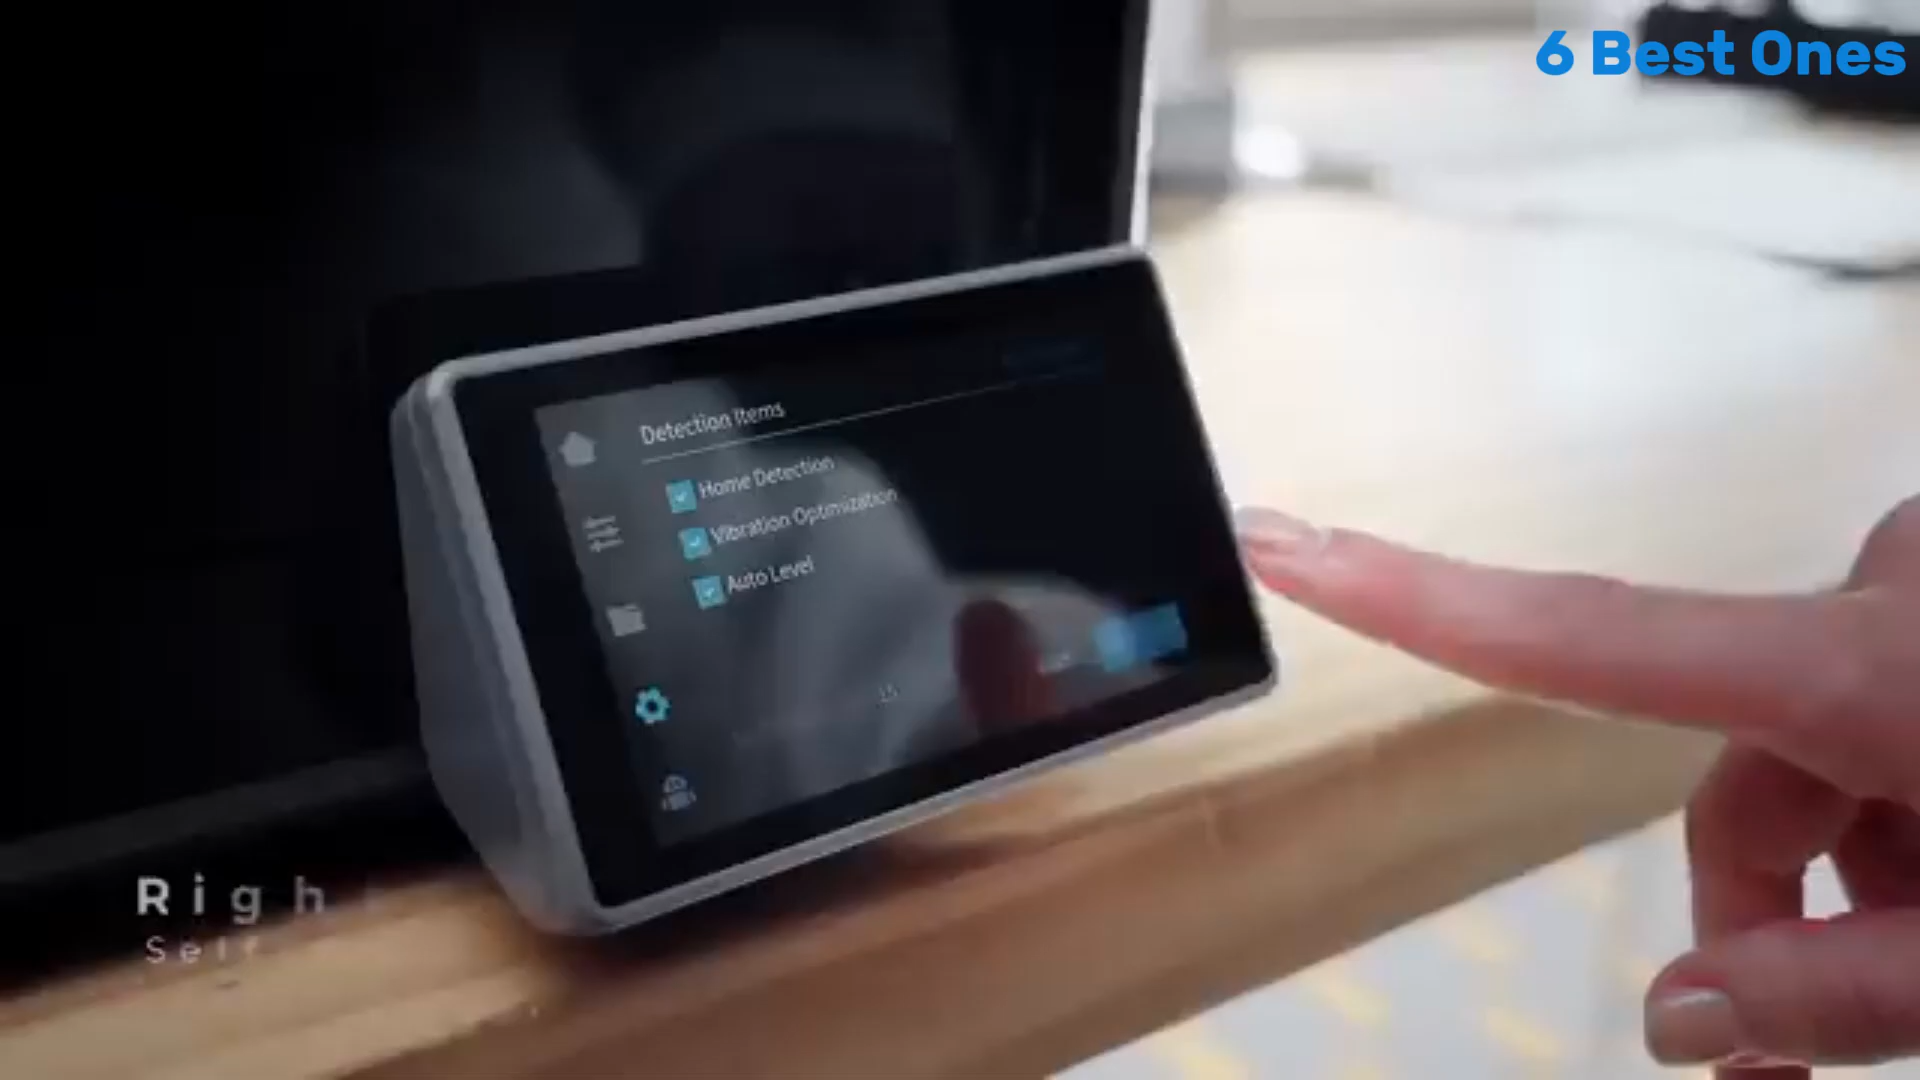 6 Best Ones
Detection Items
Home Detection
Vibration Optimization
Auto Level
Righ
Self